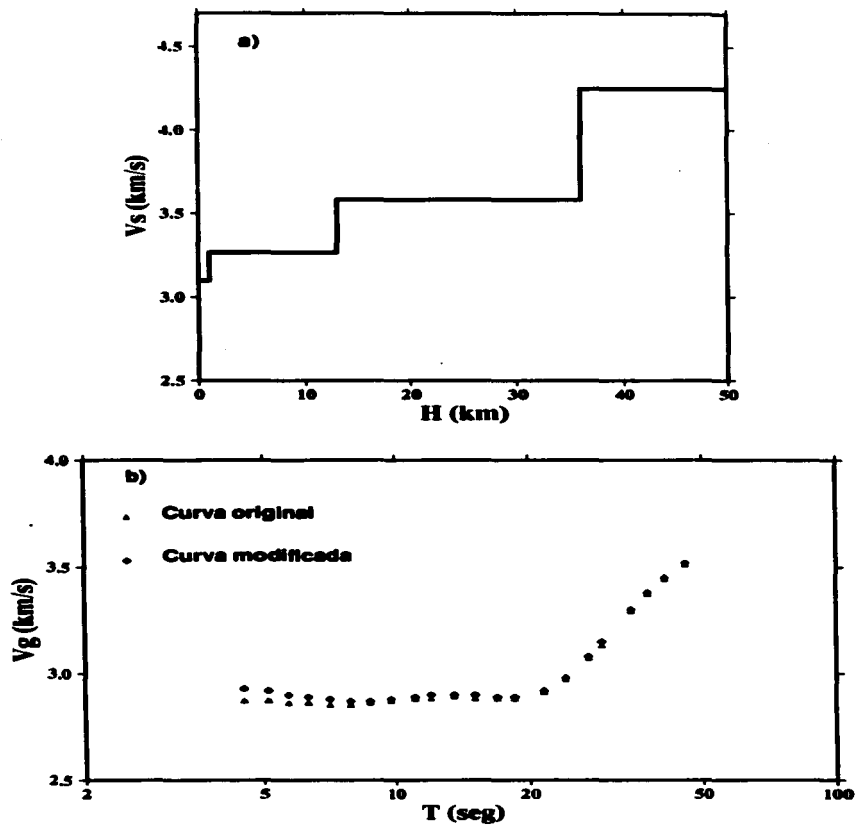 a)
4.5
4.0
3.5
3.0
2.5
Vs (km/s)
0 10 20 30 40 50
H (km)
b)
Curva original
Curva modificada
4.0
3.5
3.0
2.5
Vg (km/s)
2 5 10 20 50 100
T (seg)